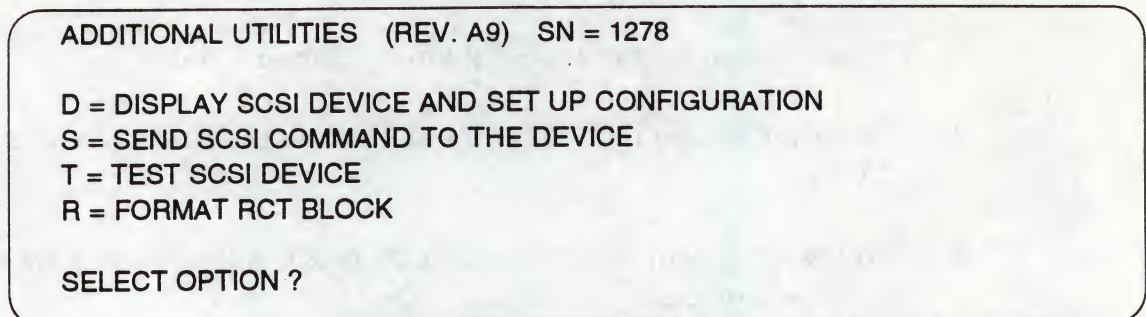 ADDITIONAL UTILITIES (REV. A9) SN = 1278
D = DISPLAY SCSI DEVICE AND SET UP CONFIGURATION
S = SEND SCSI COMMAND TO THE DEVICE
T = TEST SCSI DEVICE
R = FORMAT RCT BLOCK
SELECT OPTION ?